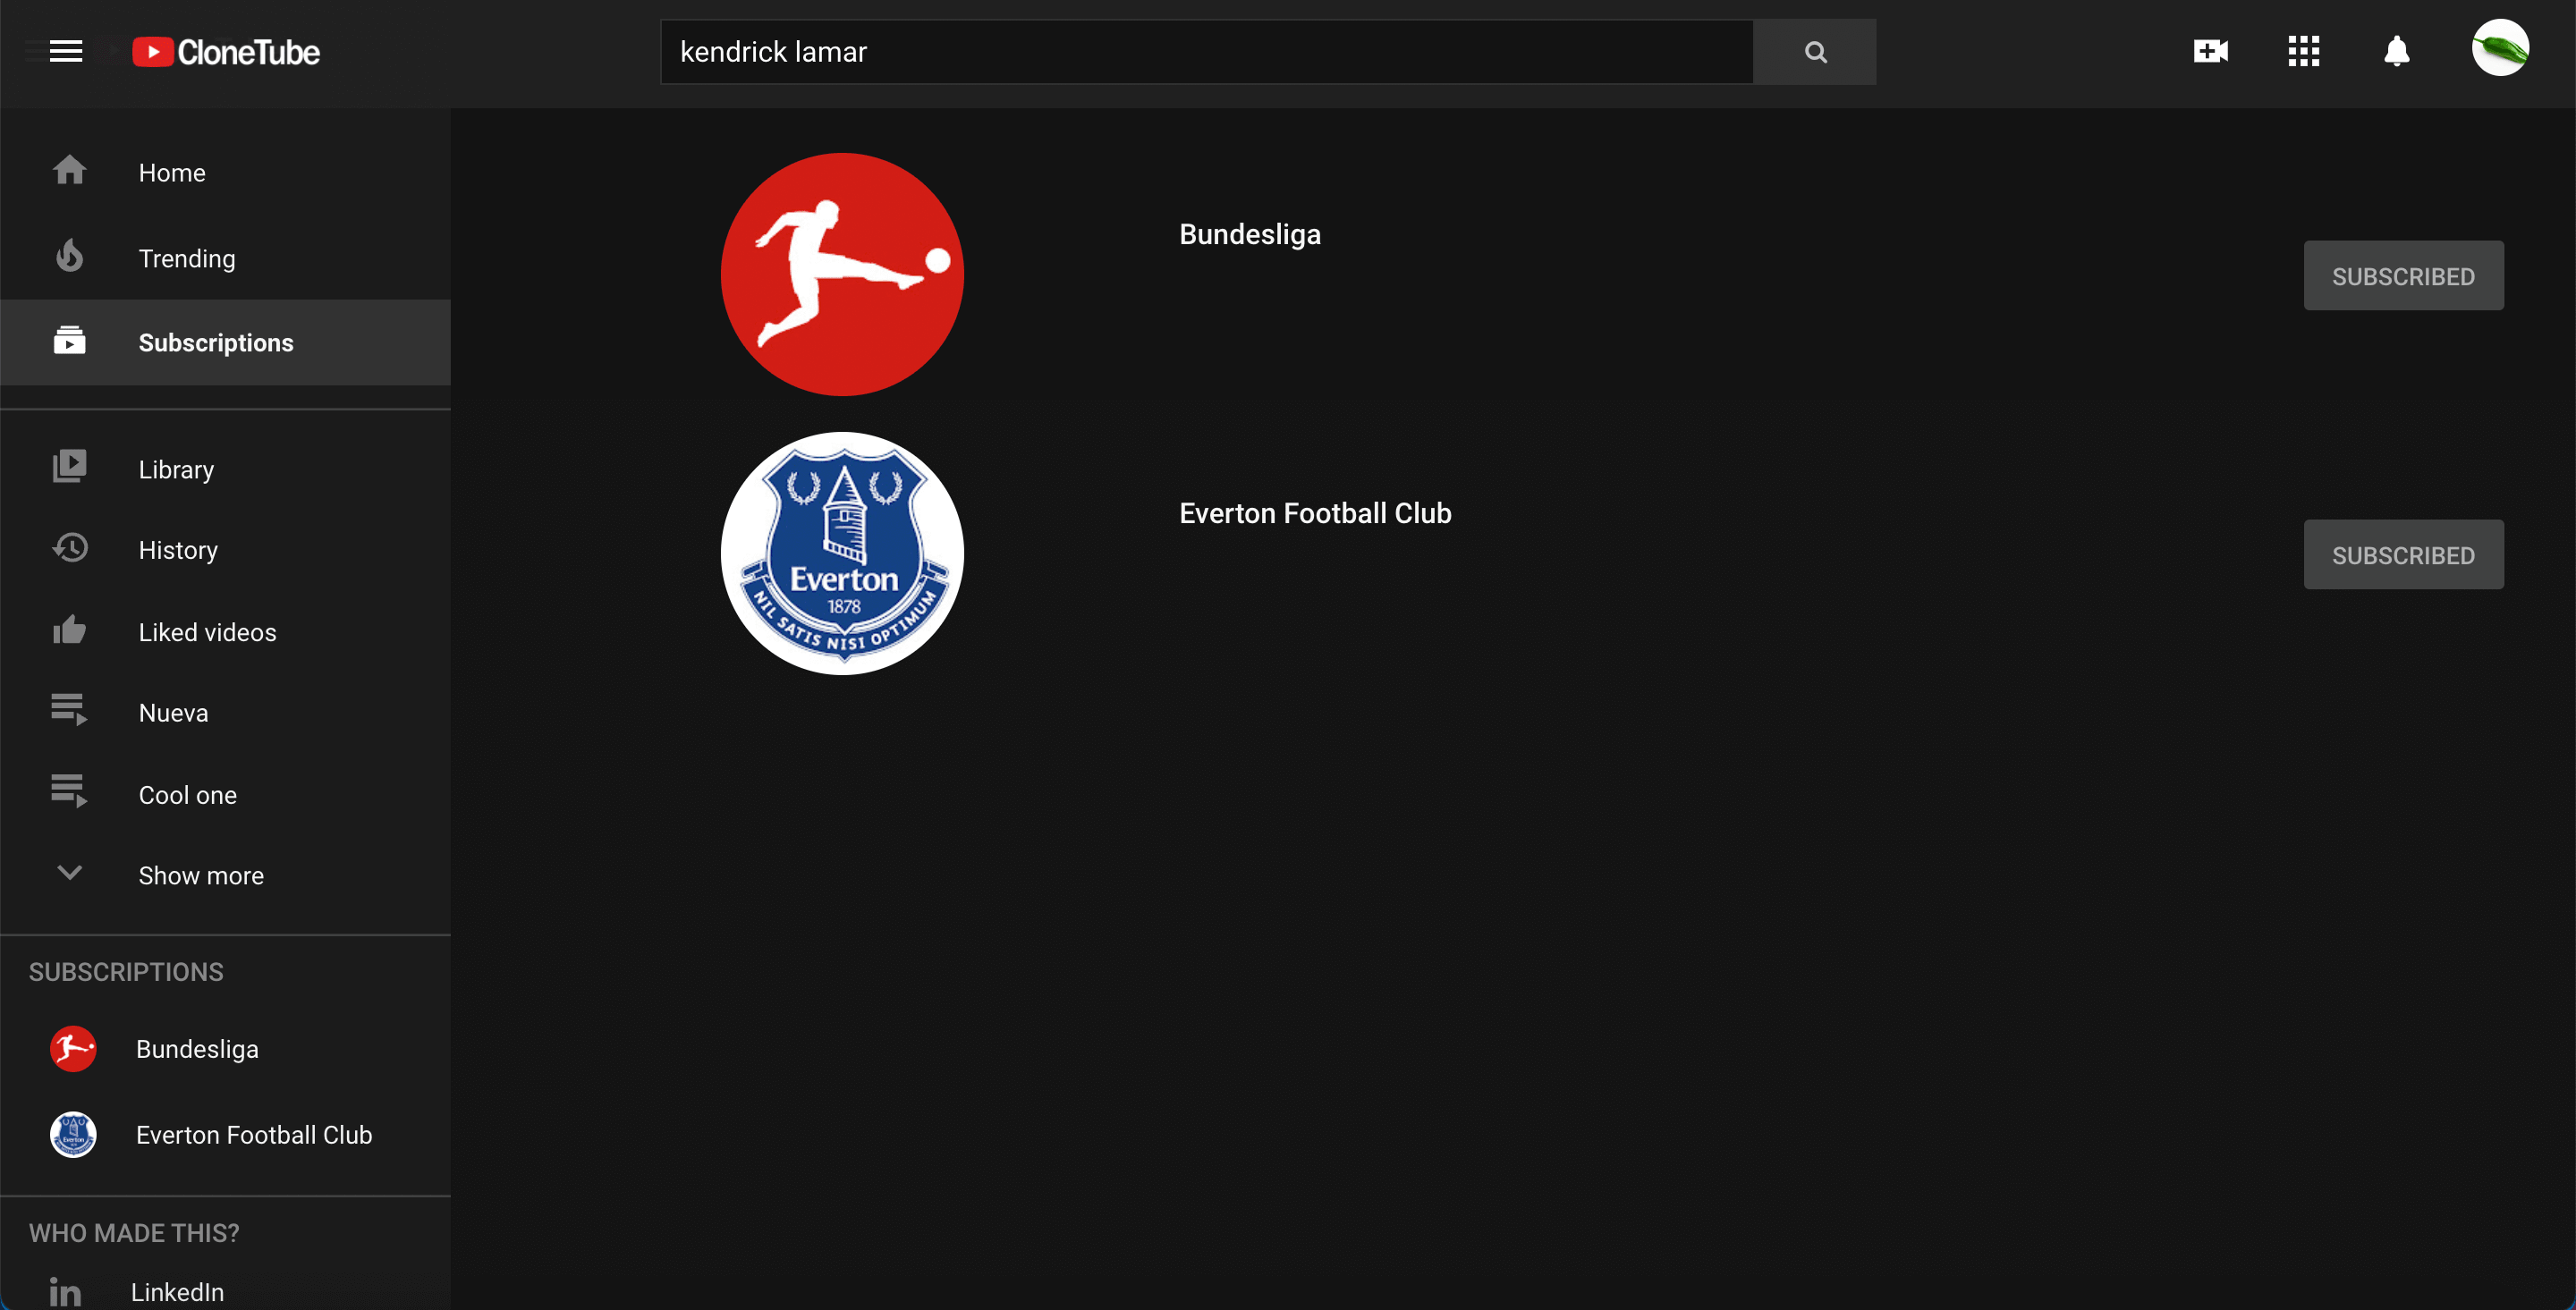 CloneTube
kendrick lamar
Home
Trending
Subscriptions
Library
History
Liked videos
Nueva
Cool one
Show more
SUBSCRIPTIONS
Bundesliga
Everton Football Club
WHO MADE THIS?
in LinkedIn
Bundesliga
SUBSCRIBED
Everton
1878
NIL SATIS NISI OPTIMUM
Everton Football Club
SUBSCRIBED